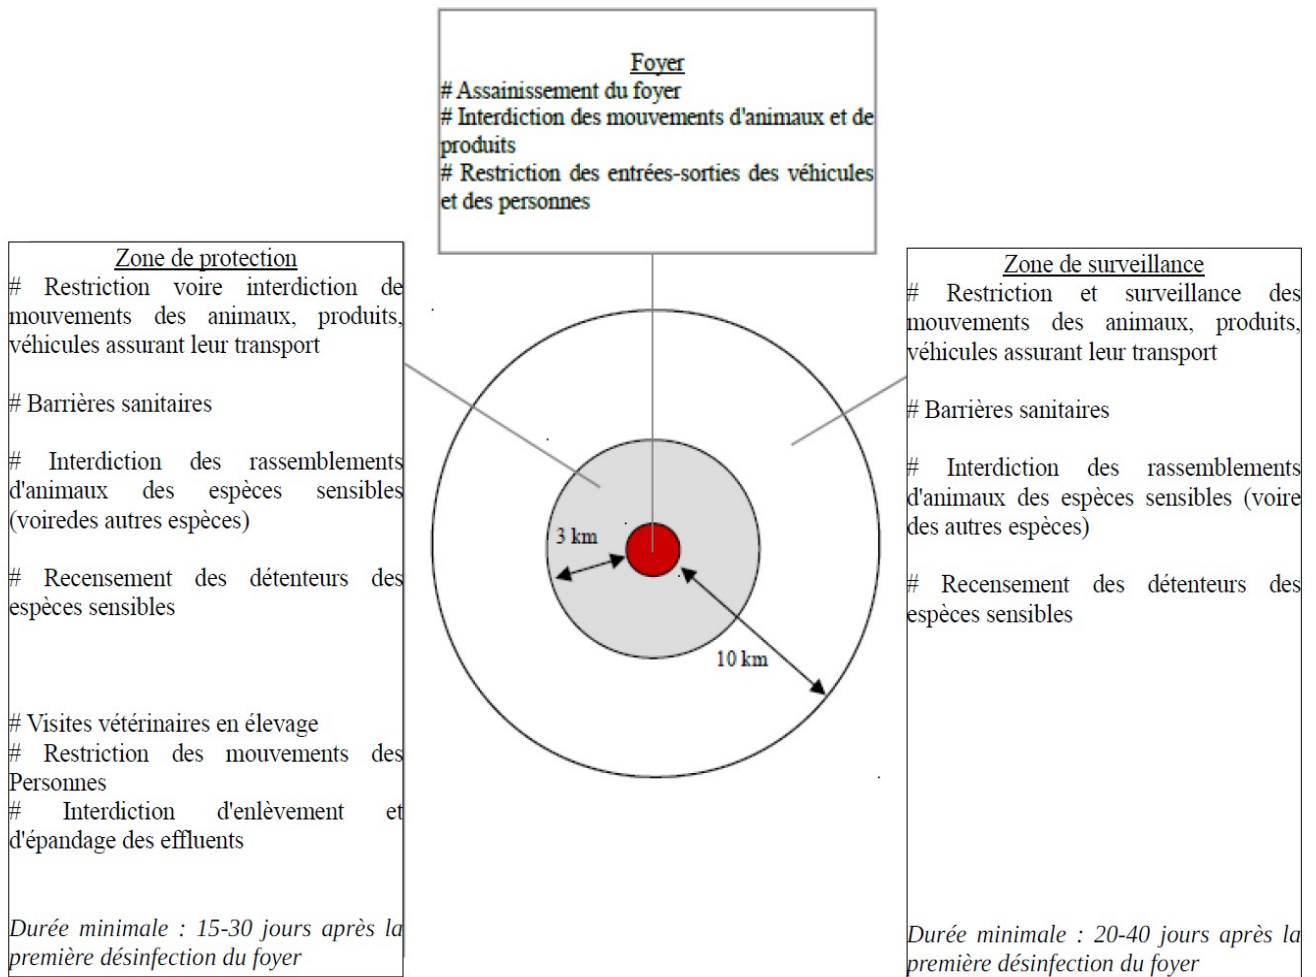 Foyer
# Assainissement du foyer
# Interdiction des mouvements d'animaux et de
produits
# Restriction des entrées-sorties des véhicules
et des personnes
Zone de protection
# Restriction voire interdiction de
mouvements des animaux, produits,
véhicules assurant leur transport
# Barrières sanitaires
# Interdiction des rassemblements
d'animaux des espèces sensibles
(voiredes autres espèces)
# Recensement des détenteurs des
espèces sensibles
# Visites vétérinaires en élevage
# Restriction des mouvements des
Personnes
# Interdiction d'enlèvement et
d'épandage des effluents
Durée minimale : 15-30 jours après la
première désinfection du foyer
3 km
10 km
Zone de surveillance
# Restriction et surveillance des
mouvements des animaux, produits,
véhicules assurant leur transport
# Barrières sanitaires
# Interdiction des rassemblements
d'animaux des espèces sensibles (voire
des autres espèces)
# Recensement des détenteurs des
espèces sensibles
Durée minimale : 20-40 jours après la
première désinfection du foyer